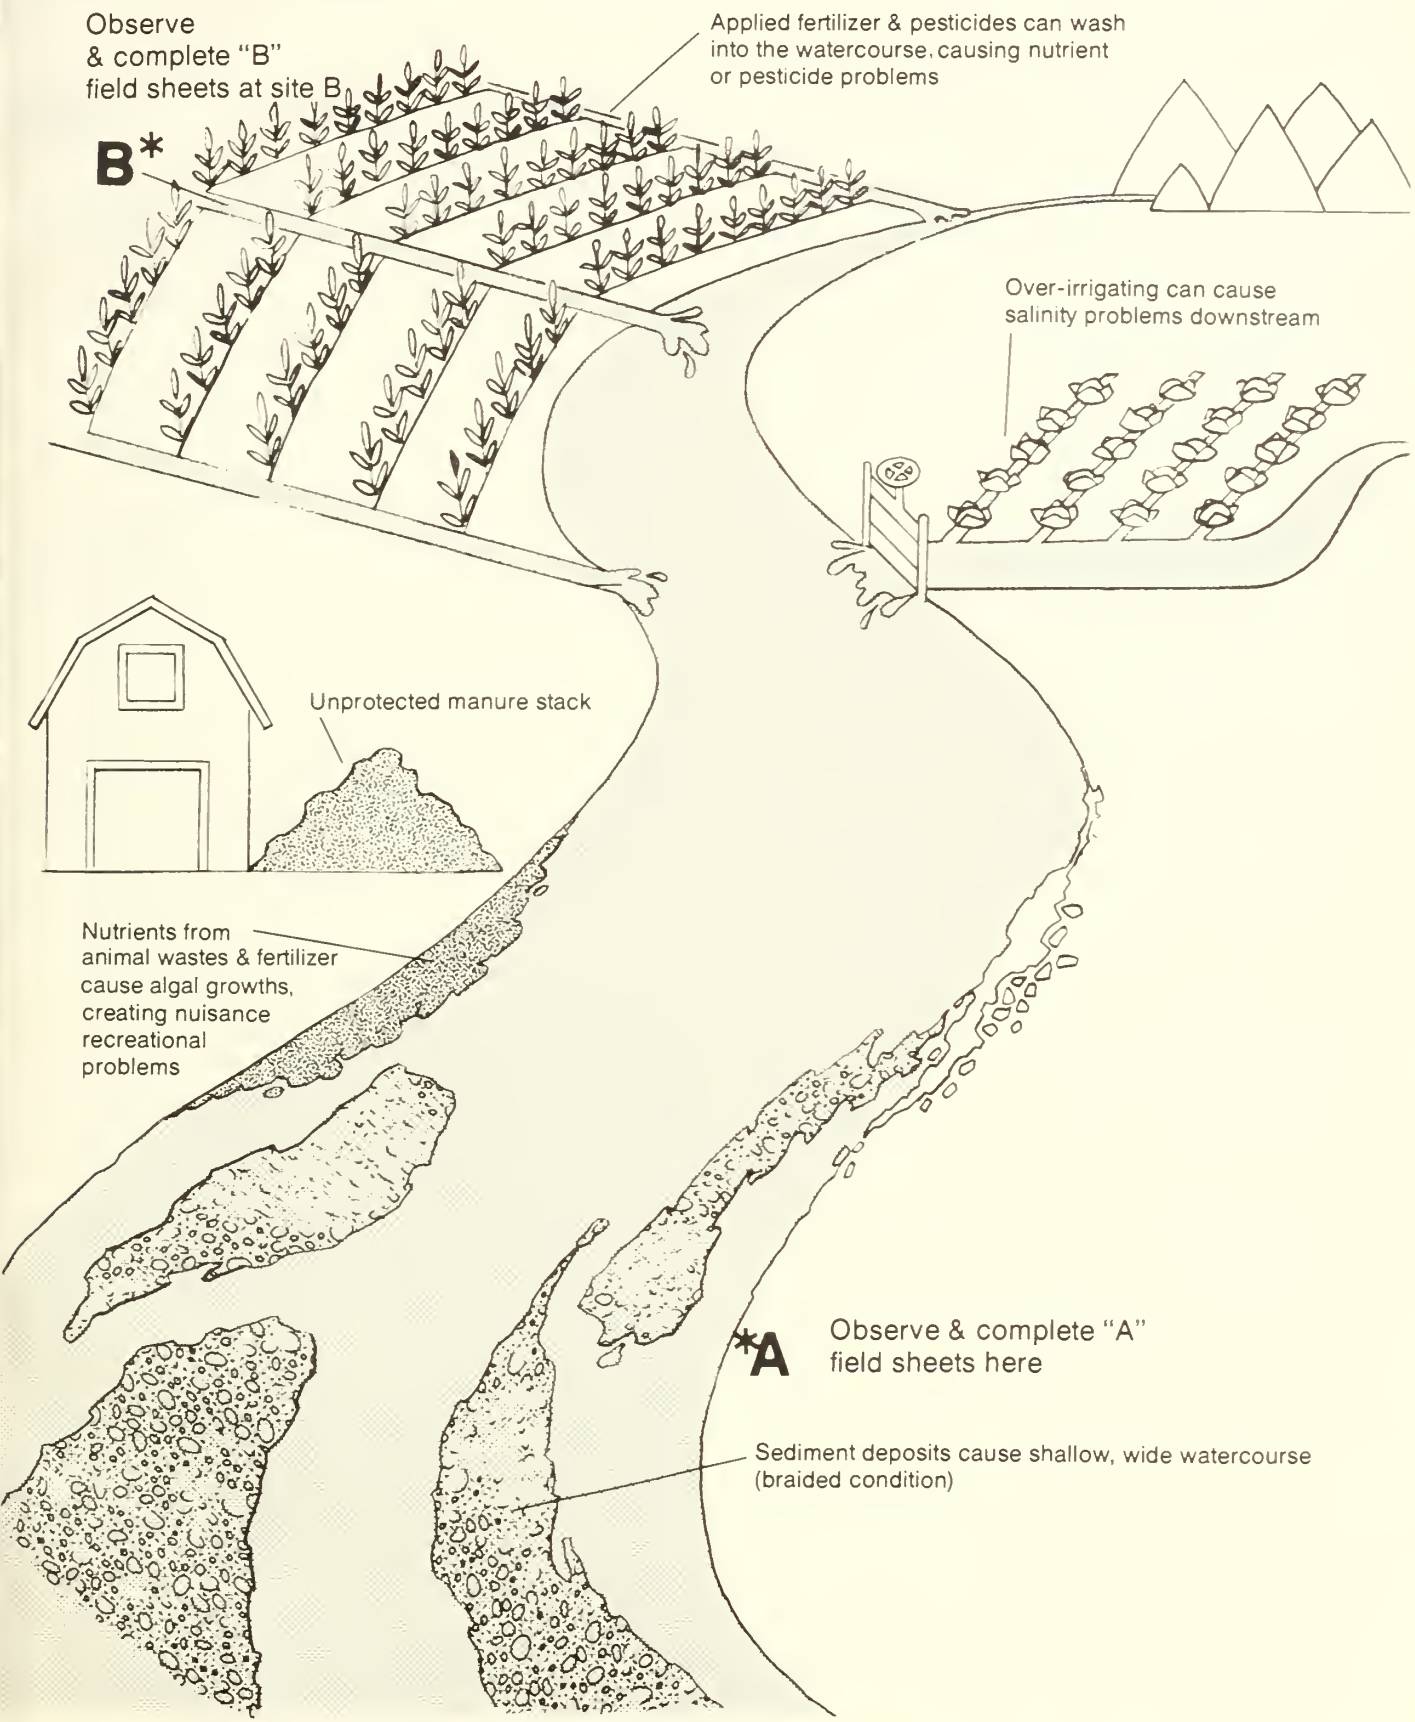 Observe
& complete “B”
field sheets at site B
B*
Applied fertilizer & pesticides can wash
into the watercourse, causing nutrient
or pesticide problems
Over-irrigating can cause
salinity problems downstream
Unprotected manure stack
Nutrients from
animal wastes & fertilizer
cause algal growths,
creating nuisance
recreational
problems
*A
Observe & complete “A”
field sheets here
Sediment deposits cause shallow, wide watercourse
(braided condition)